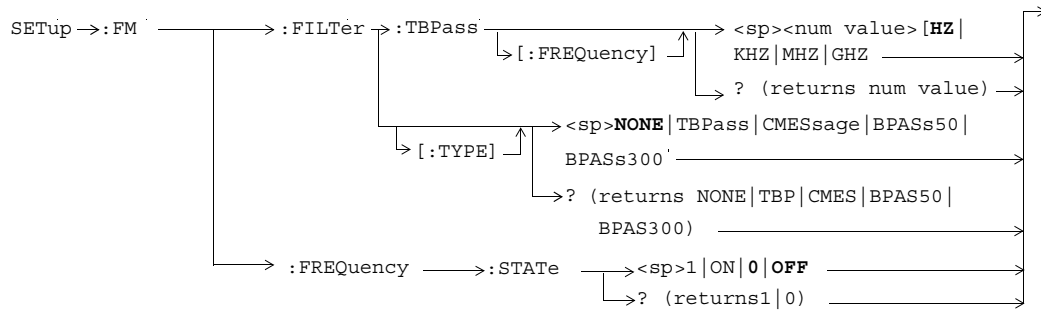 SETup :FM :FILTer :TBPass <sp><num value>[HZ|
[:FREQuency] KHZ|MHZ|GHZ
? (returns num value)
<sp>NONE|TBPass|CMESsage|BPASs50|
[:TYPE] BPASs300
? (returns NONE|TBP|CMES|BPAS50|
BPAS300)
:FREQuency :STATe <sp>1|ON|0|OFF
? (returns1|0)